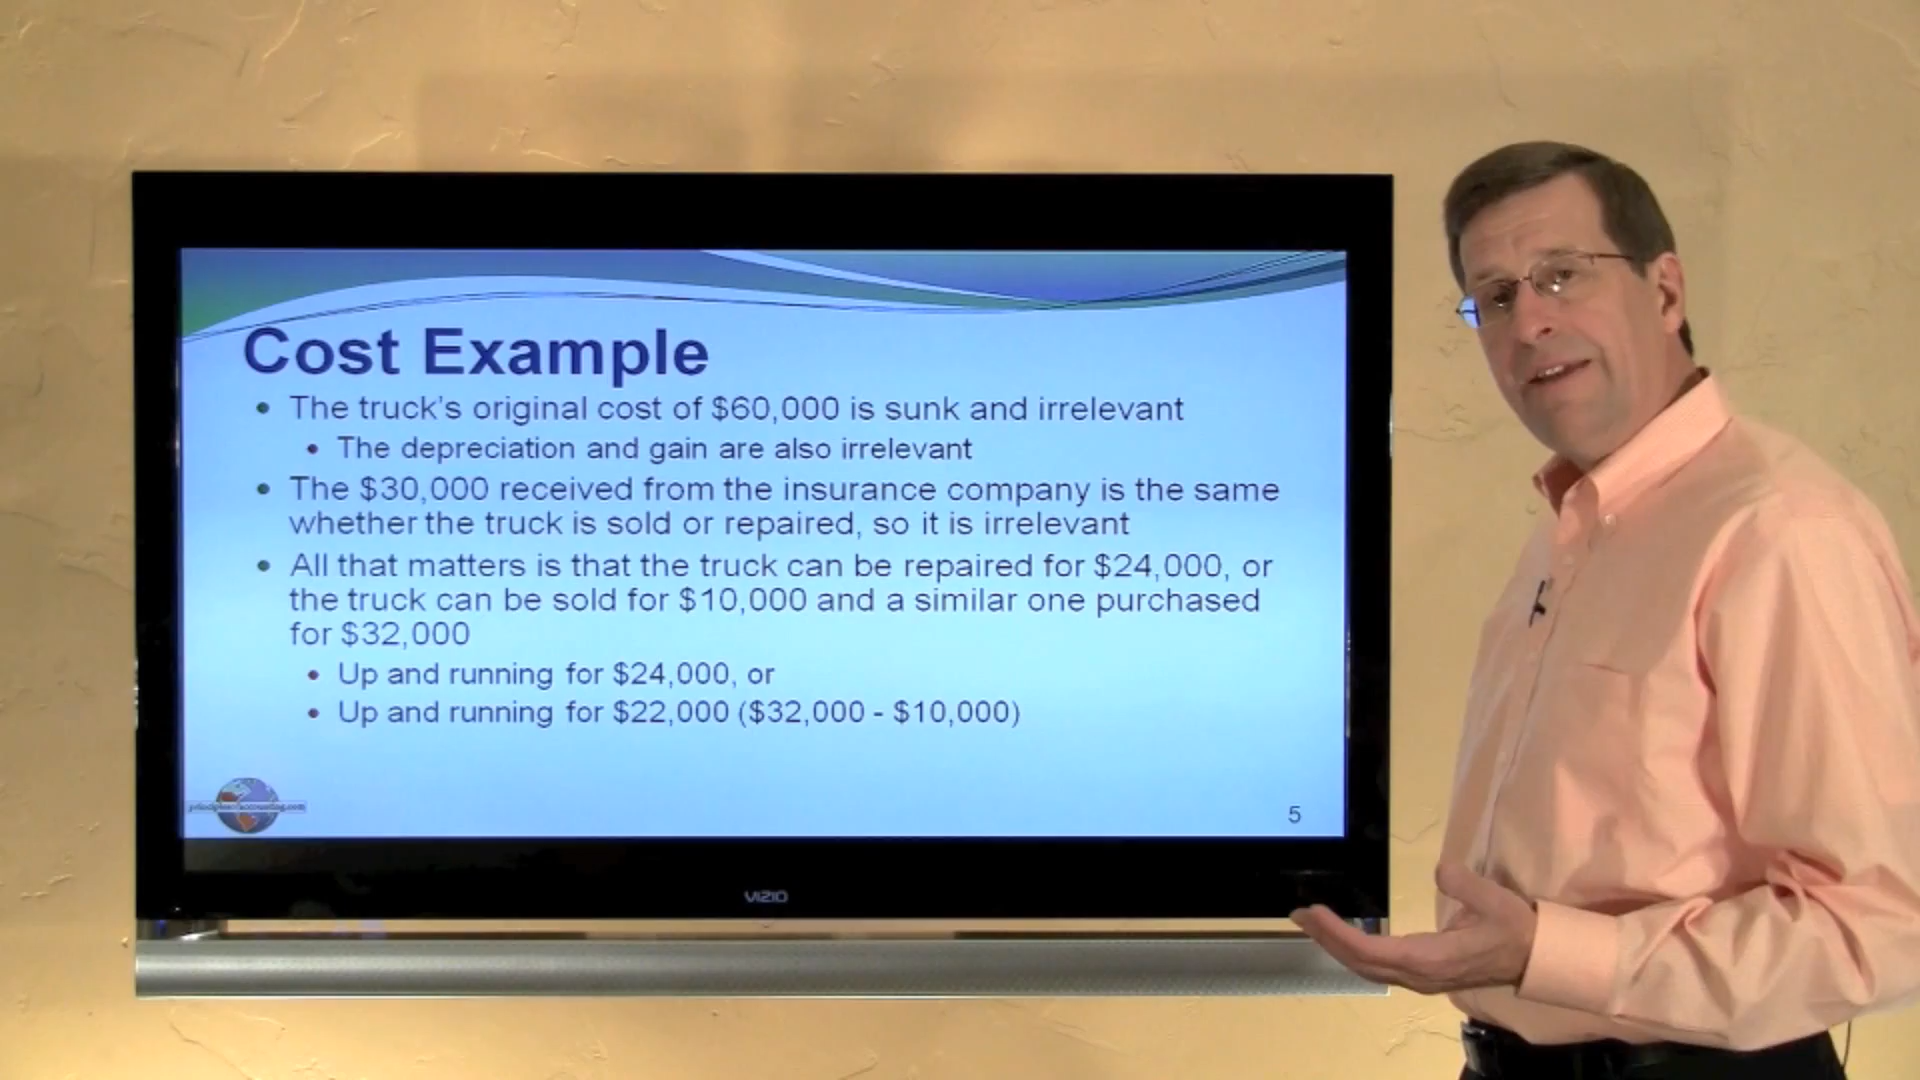 Cost Example
• The truck's original cost of $60,000 is sunk and irrelevant
• The depreciation and gain are also irrelevant
• The $30,000 received from the insurance company is the same
whether the truck is sold or repaired, so it is irrelevant
• All that matters is that the truck can be repaired for $24,000, or
the truck can be sold for $10,000 and a similar one purchased
for $32,000
• Up and running for $24,000, or
• Up and running for $22,000 ($32,000 - $10,000)
principlesofaccounting.com
5
VIZIO